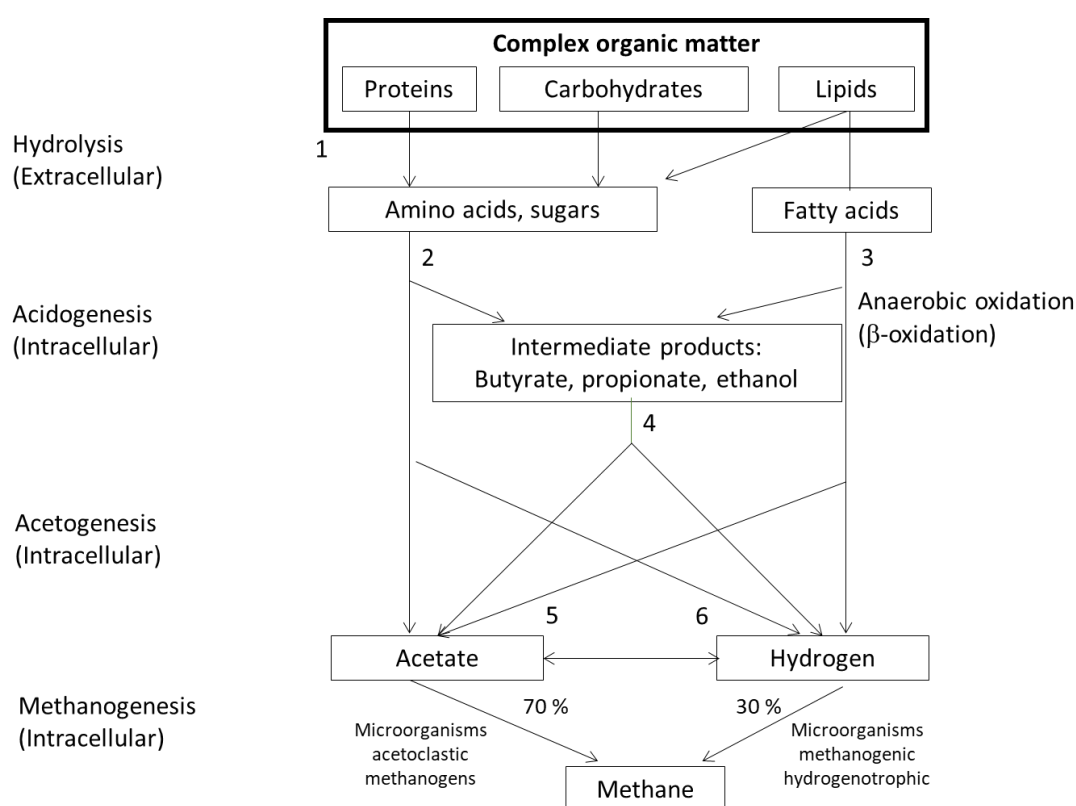 Complex organic matter
Proteins
Carbohydrates
Lipids
Hydrolysis
(Extracellular)
1
Amino acids, sugars
Fatty acids
2
3
Acidogenesis
(Intracellular)
Anaerobic oxidation
(β-oxidation)
Intermediate products:
Butyrate, propionate, ethanol
4
Acetogenesis
(Intracellular)
5
6
Acetate
Hydrogen
Methanogenesis
(Intracellular)
70 %
30 %
Microorganisms
acetoclastic
methanogens
Microorganisms
methanogenic
hydrogenotrophic
Methane